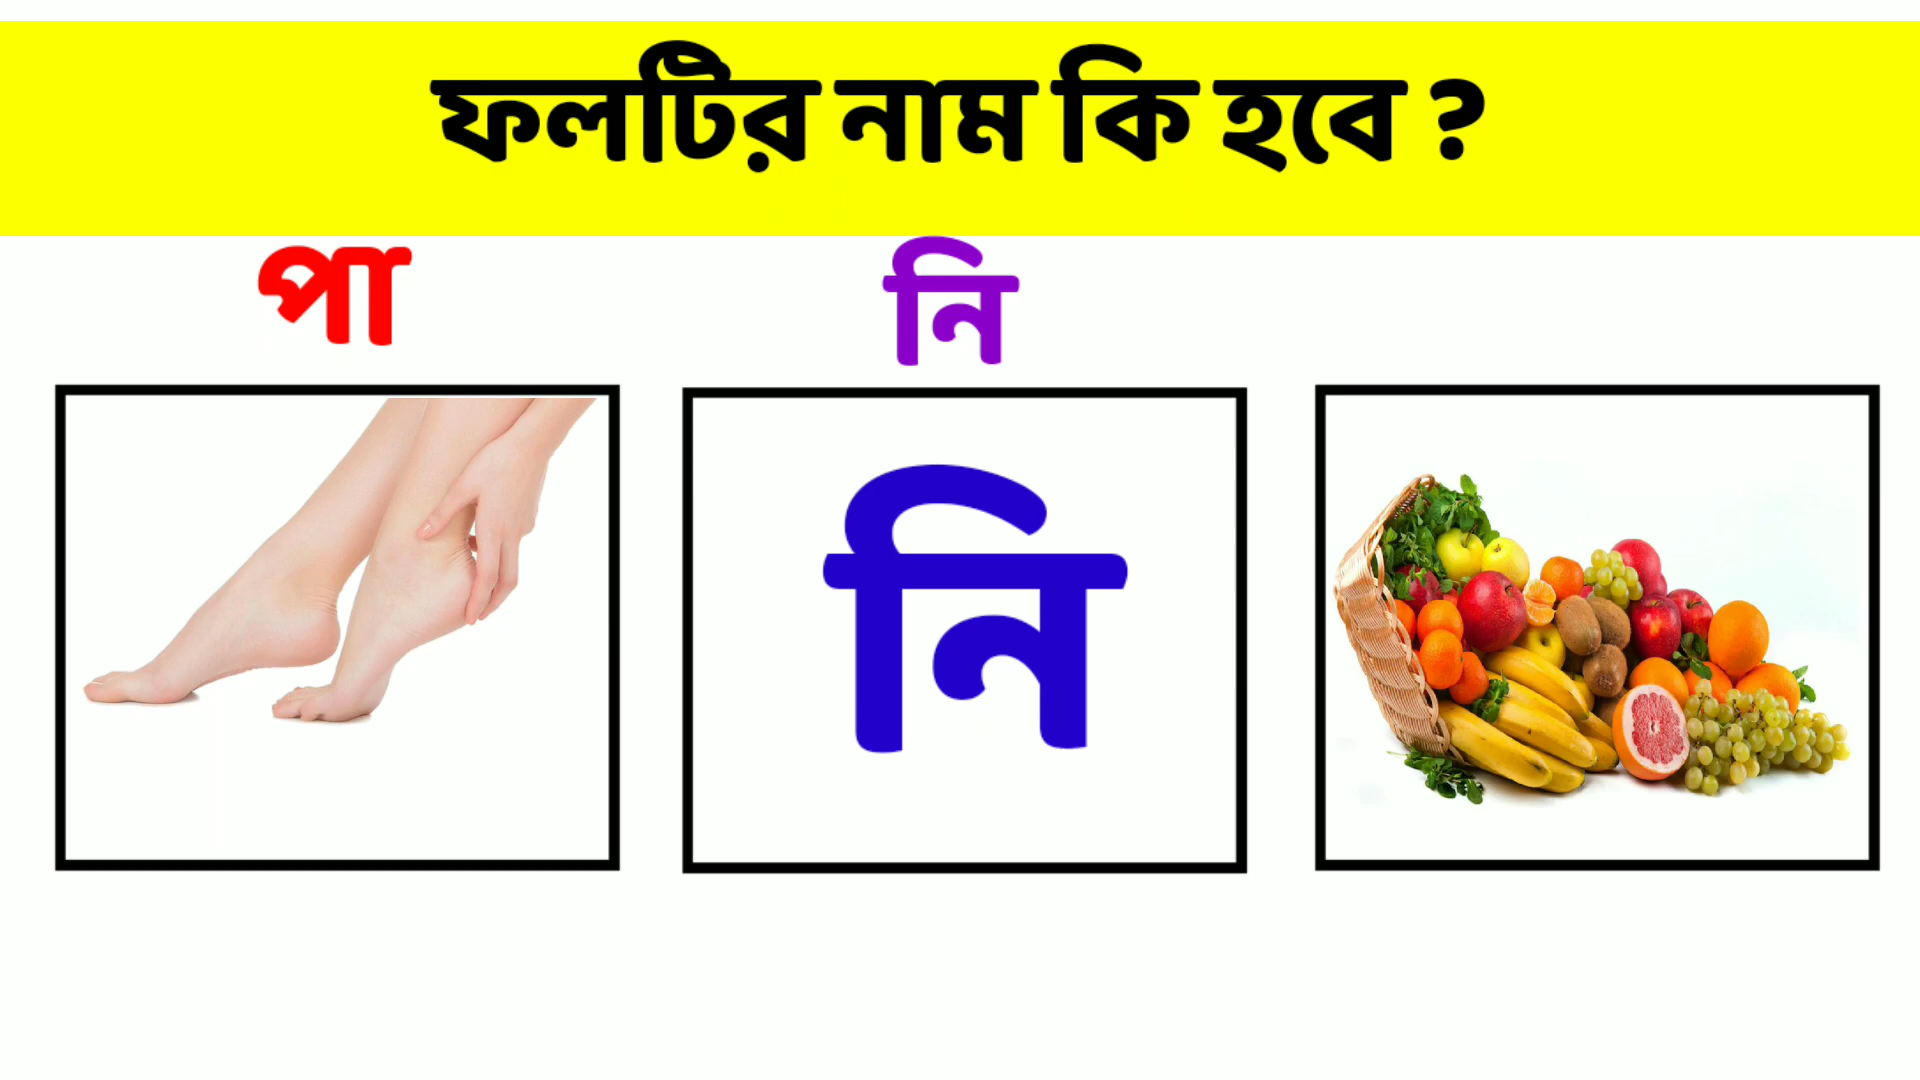 ফলটির নাম কি হবে ?
পা
নি
নি